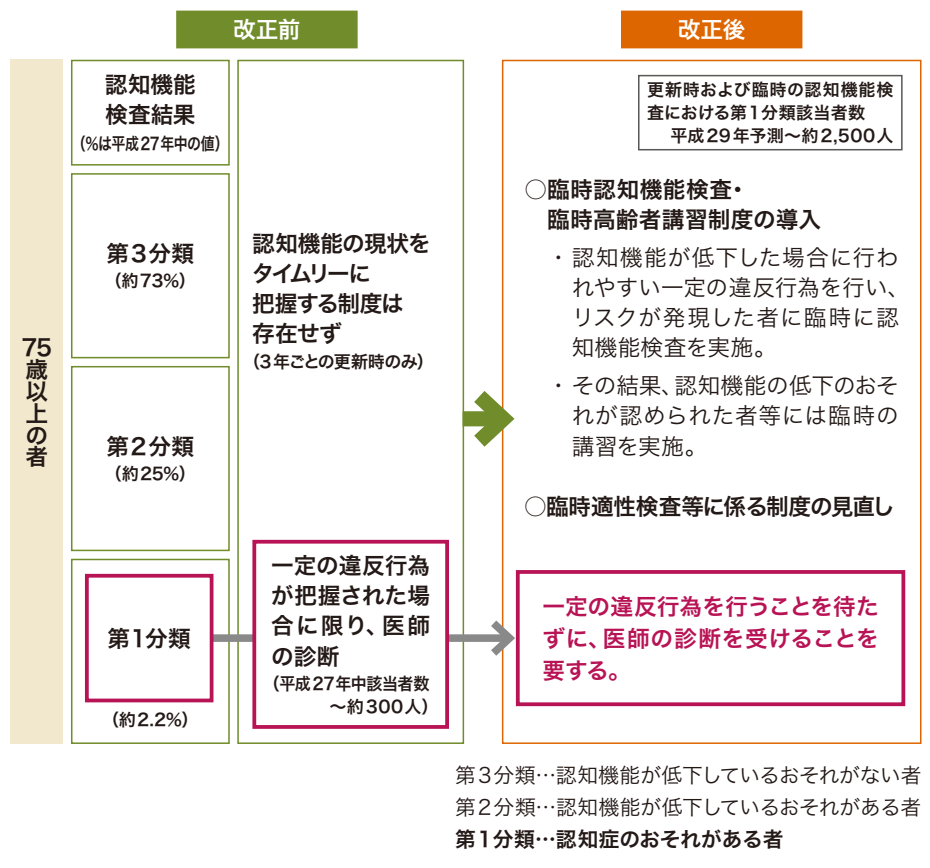 改正前
改正後
75歳以上の者
認知機能
検査結果
(%は平成27年中の値)
第3分類
(約73%)
第2分類
(約25%)
第1分類
(約2.2%)
認知機能の現状を
タイムリーに
把握する制度は
存在せず
(3年ごとの更新時のみ)
一定の違反行為
が把握された場
合に限り、医師
の診断
(平成27年中該当者数
〜約300人)
更新時および臨時の認知機能検
査における第1分類該当者数
平成29年予測〜約2,500人
○臨時認知機能検査・
臨時高齢者講習制度の導入
・認知機能が低下した場合に行わ
れやすい一定の違反行為を行い、
リスクが発現した者に臨時に認
知機能検査を実施。
・その結果、認知機能の低下のおそ
れが認められた者等には臨時の
講習を実施。
○臨時適性検査等に係る制度の見直し
一定の違反行為を行うことを待た
ずに、医師の診断を受けることを
要する。
第3分類…認知機能が低下しているおそれがない者
第2分類…認知機能が低下しているおそれがある者
第1分類…認知症のおそれがある者